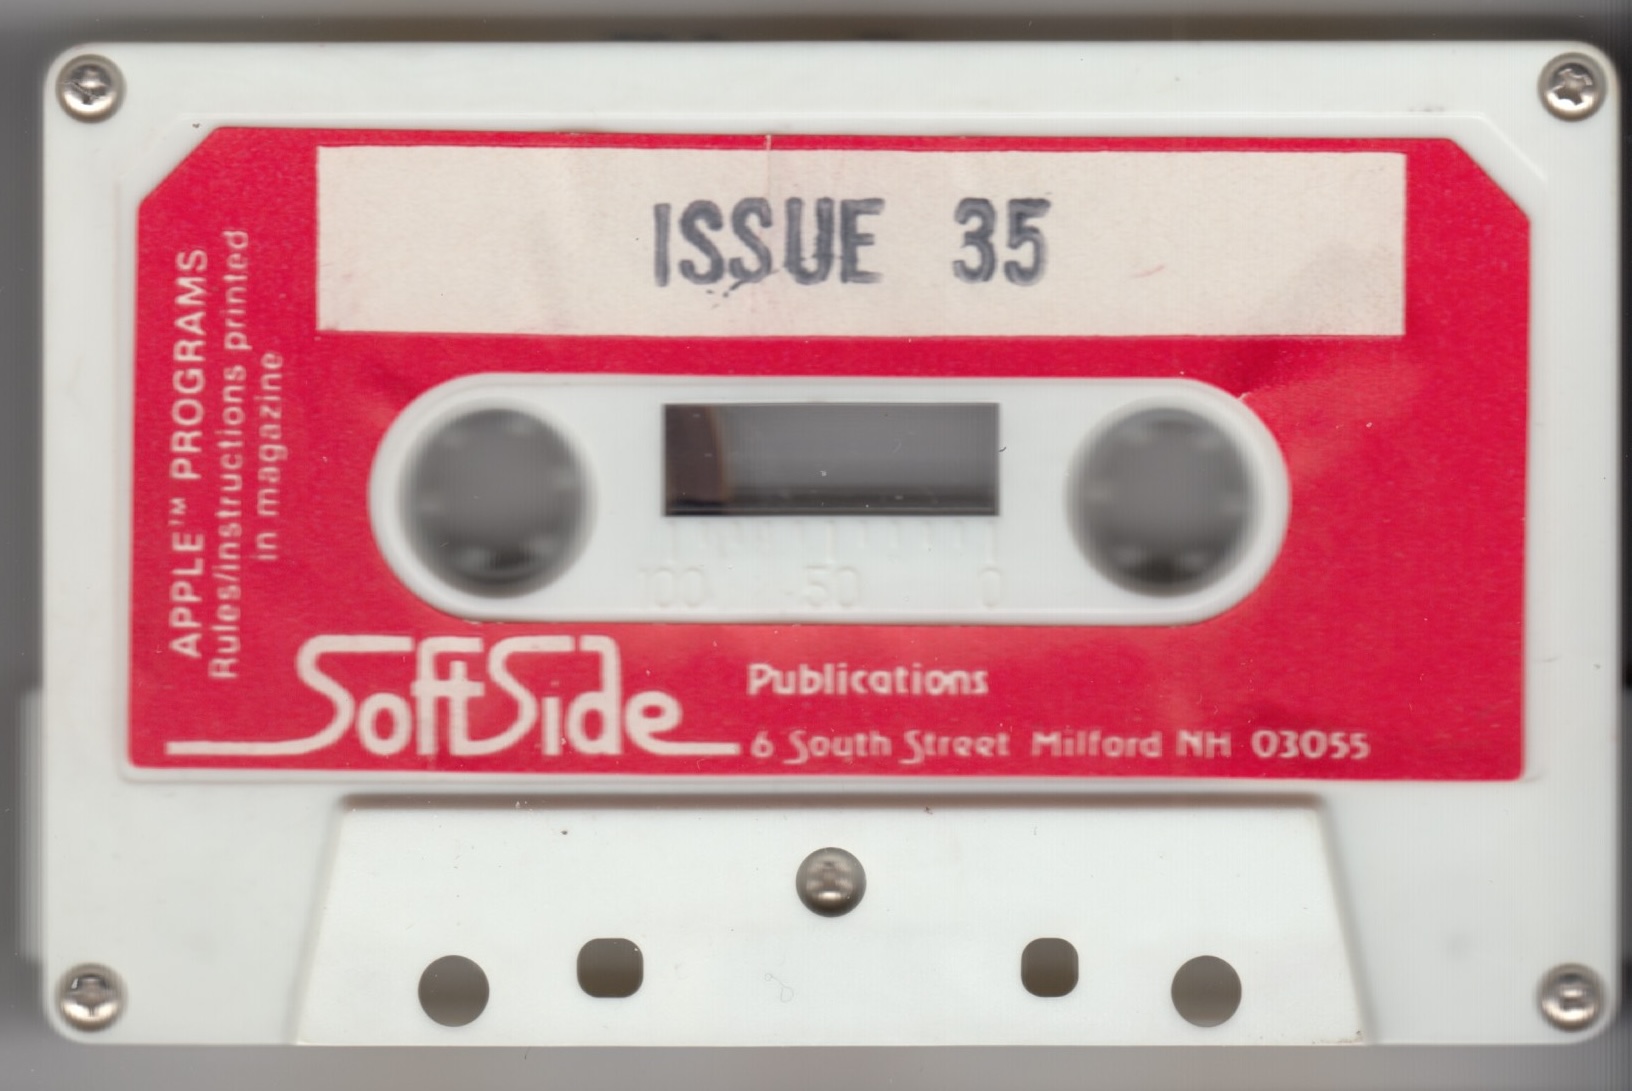 ISSUE 35
APPLE™ PROGRAMS
Rules/instructions printed
in magazine
100 50 0
SoftSide
Publications
6 South Street Milford NH 03055